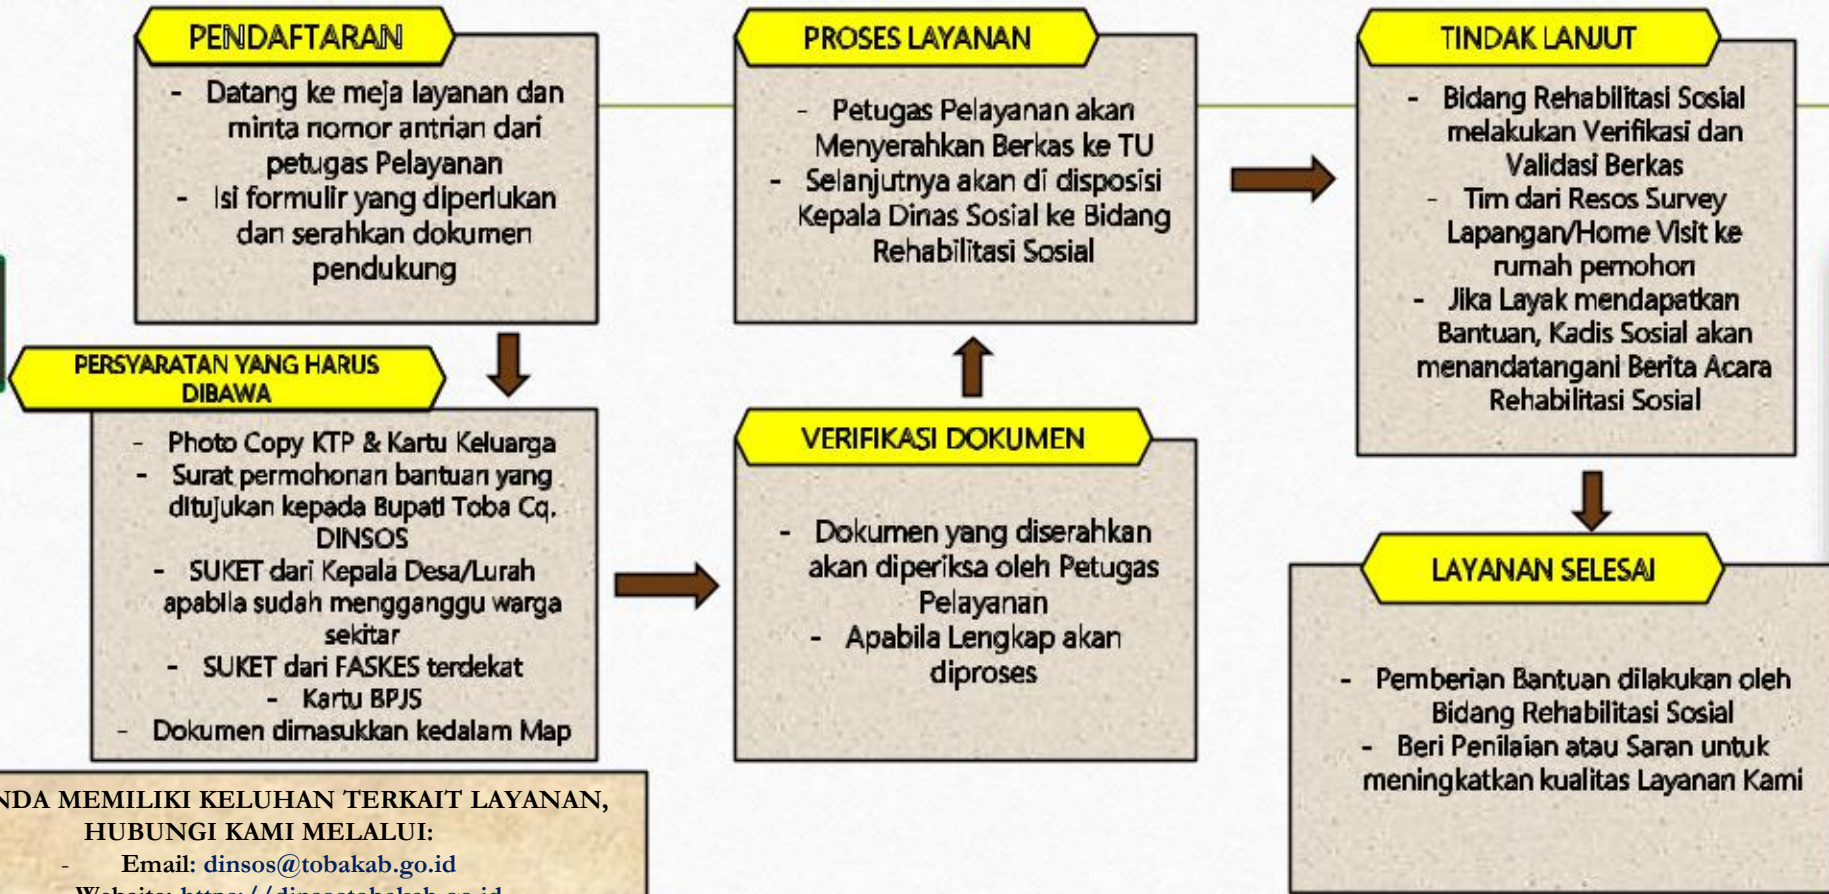 PENDAFTARAN
- Datang ke meja layanan dan
minta nomor antrian dari
petugas Pelayanan
- Isi formulir yang diperlukan
dan serahkan dokumen
pendukung
PERSYARATAN YANG HARUS
DIBAWA
- Photo Copy KTP & Kartu Keluarga
- Surat permohonan bantuan yang
ditujukan kepada Bupati Toba Cq.
DINSOS
- SUKET dari Kepala Desa/Lurah
apabila sudah mengganggu warga
sekitar
- SUKET dari FASKES terdekat
- Kartu BPJS
- Dokumen dimasukkan kedalam Map
VERIFIKASI DOKUMEN
- Dokumen yang diserahkan
akan diperiksa oleh Petugas
Pelayanan
- Apabila Lengkap akan
diproses
PROSES LAYANAN
- Petugas Pelayanan akan
Menyerahkan Berkas ke TU
- Selanjutnya akan di disposisi
Kepala Dinas Sosial ke Bidang
Rehabilitasi Sosial
TINDAK LANJUT
- Bidang Rehabilitasi Sosial
melakukan Verifikasi dan
Validasi Berkas
- Tim dari Resos Survey
Lapangan/Home Visit ke
rumah pemohon
- Jika Layak mendapatkan
Bantuan, Kadis Sosial akan
menandatangani Berita Acara
Rehabilitasi Sosial
LAYANAN SELESAI
- Pemberian Bantuan dilakukan oleh
Bidang Rehabilitasi Sosial
- Beri Penilaian atau Saran untuk
meningkatkan kualitas Layanan Kami
MEMILIKI KELUHAN TERKAIT LAYANAN,
HUBUNGI KAMI MELALUI:
- Email: dinsos@tobakab.go.id
Website: https://dinsostobakab.go.id